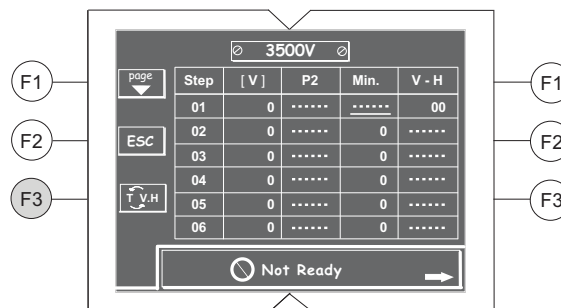 3500V
F1 page Step [ V ] P2 Min. V - H F1
01 0 ------ ------ 00
F2 ESC 02 0 ------ 0 ------ F2
03 0 ------ 0 ------
F3 T V.H 04 0 ------ 0 ------ F3
05 0 ------ 0 ------
06 0 ------ 0 ------
Not Ready